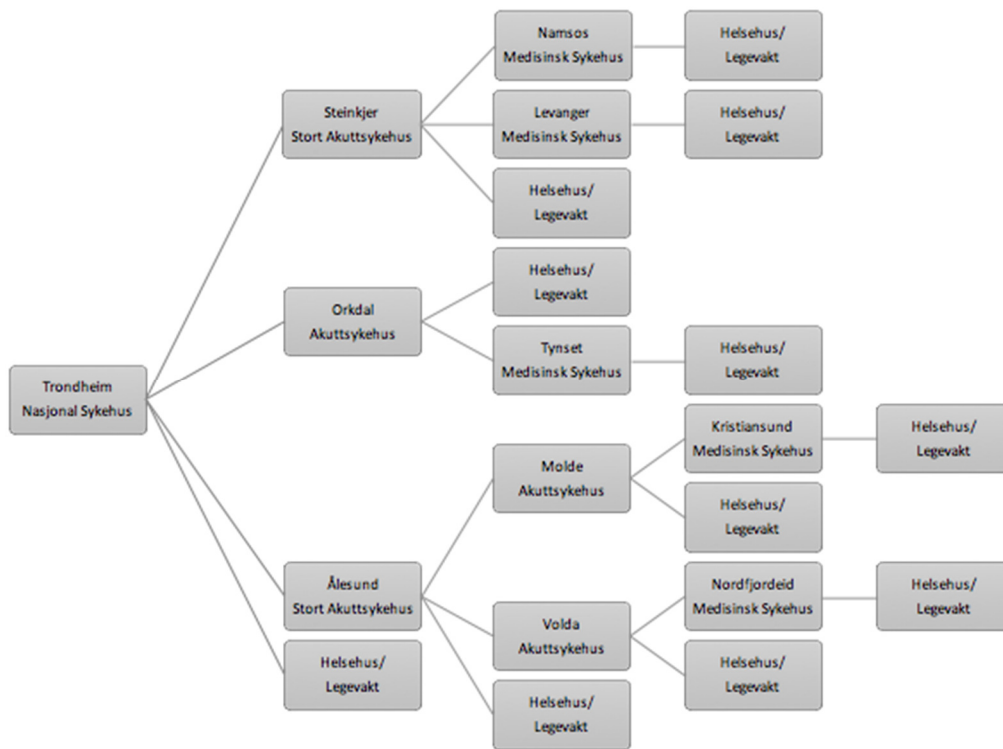 Namsos
Medisinsk Sykehus
Helsehus/
Legevakt
Steinkjer
Stort Akuttsykehus
Levanger
Medisinsk Sykehus
Helsehus/
Legevakt
Helsehus/
Legevakt
Helsehus/
Legevakt
Orkdal
Akuttsykehus
Tynset
Medisinsk Sykehus
Helsehus/
Legevakt
Trondheim
Nasjonal Sykehus
Kristiansund
Medisinsk Sykehus
Helsehus/
Legevakt
Molde
Akuttsykehus
Helsehus/
Legevakt
Ålesund
Stort Akuttsykehus
Nordfjordeid
Medisinsk Sykehus
Helsehus/
Legevakt
Volda
Akuttsykehus
Helsehus/
Legevakt
Helsehus/
Legevakt
Helsehus/
Legevakt